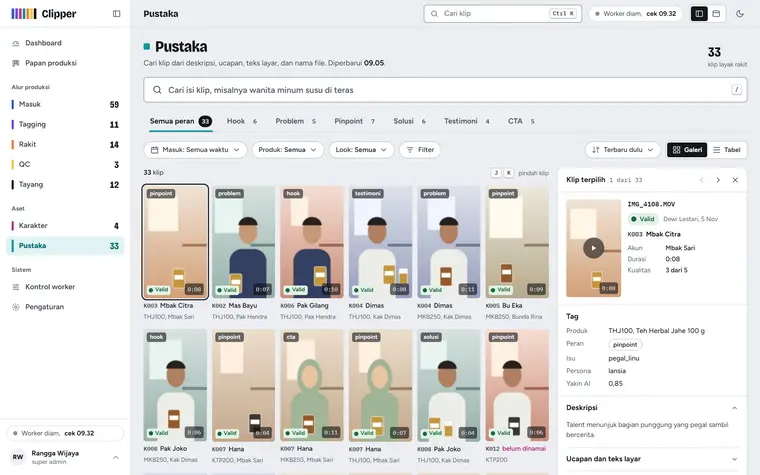 Clipper
Pustaka
Cari klip
Ctrl K
Worker diam, cek 09.32
Dashboard
Papan produksi
Alur produksi
Masuk 59
Tagging 11
Rakit 14
QC 3
Tayang 12
Aset
Karakter 4
Pustaka 33
Sistem
Kontrol worker
Pengaturan
Worker diam, cek 09.32
RW
Rangga Wijaya
super admin
Pustaka
Cari klip dari deskripsi, ucapan, teks layar, dan nama file. Diperbarui 09.05.
33
klip layak rakit
Cari isi klip, misalnya wanita minum susu di teras
/
Semua peran 33
Hook 6
Problem 5
Pinpoint 7
Solusi 6
Testimoni 4
CTA 5
Masuk: Semua waktu
Produk: Semua
Look: Semua
Filter
Terbaru dulu
Galeri
Tabel
33 klip
J K pindah klip
pinpoint
Valid
0:08
K003 Mbak Citra
THJ100, Mbak Sari
problem
Valid
0:07
K002 Mas Bayu
THJ100, Pak Hendra
hook
Valid
0:10
K006 Pak Gilang
THJ100, Pak Hendra
testimoni
Valid
0:08
K004 Dimas
THJ100, Kak Dimas
problem
Valid
0:11
K004 Dimas
MKB250, Kak Dimas
pinpoint
Valid
0:09
K005 Bu Eka
MKB250, Bunda Rina
hook
Valid
0:06
K008 Pak Joko
MKB250, Kak Dimas
pinpoint
Valid
0:04
K007 Hana
KTP200, Mbak Sari
cta
Valid
0:11
K007 Hana
MKB250, Mbak Sari
pinpoint
Valid
0:07
K007 Hana
THJ100, Kak Dimas
solusi
Valid
0:04
K008 Pak Joko
THJ100, Kak Dimas
pinpoint
Valid
0:06
K012 belum dinamai
KTP200
Klip terpilih 1 dari 33
0:08
IMG_4108.MOV
Valid
Dewi Lestari, 5 Nov
K003 Mbak Citra
Akun Mbak Sari
Durasi 0:08
Kualitas 3 dari 5
Tag
Produk THJ100, Teh Herbal Jahe 100 g
Peran pinpoint
Isu pegal_linu
Persona lansia
Yakin AI 0,85
Deskripsi
Talent menunjuk bagian punggung yang pegal sambil
bercerita.
Ucapan dan teks layar